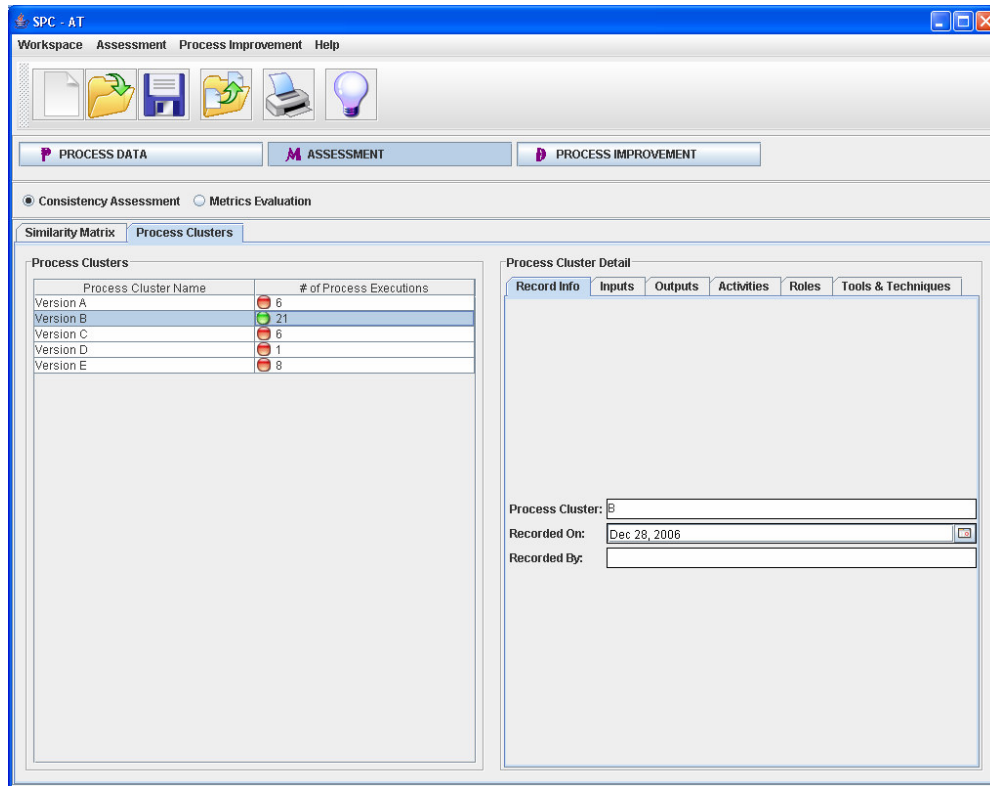 SPC - AT
Workspace Assessment Process Improvement Help
P PROCESS DATA M ASSESSMENT D PROCESS IMPROVEMENT
Consistency Assessment Metrics Evaluation
Similarity Matrix Process Clusters
Process Clusters
Process Cluster Name # of Process Executions
Version A 6
Version B 21
Version C 6
Version D 1
Version E 8
Process Cluster Detail
Record Info Inputs Outputs Activities Roles Tools & Techniques
Process Cluster: B
Recorded On: Dec 28, 2006
Recorded By: